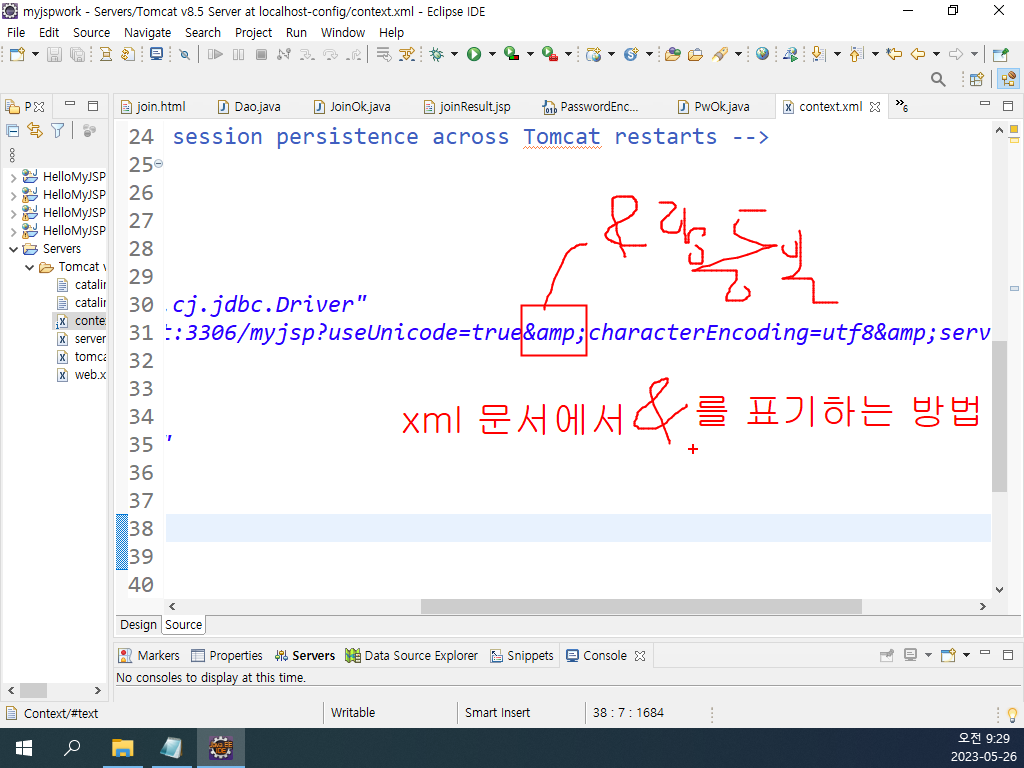 myjspwork - Servers/Tomcat v8.5 Server at localhost-config/context.xml - Eclipse IDE
File Edit Source Navigate Search Project Run Window Help
P
join.html Dao.java JoinOk.java joinResult.jsp PasswordEnc... PwOk.java context.xml »6
HelloMyJSP
HelloMyJSP
HelloMyJSP
HelloMyJSP
Servers
Tomcat v
catalin
catalin
conte
server
tomca
web.x
24 session persistence across Tomcat restarts -->
25
26
27
28
29
30 .cj.jdbc.Driver"
31 t:3306/myjsp?useUnicode=true&amp;characterEncoding=utf8&amp;serv
32
33
34
35 "
36
37
38
39
40
&
xml 문서에서 & 를 표기하는 방법
Design Source
Markers Properties Servers Data Source Explorer Snippets Console
No consoles to display at this time.
Context/#text Writable Smart Insert 38 : 7 : 1684
오전 9:29
2023-05-26